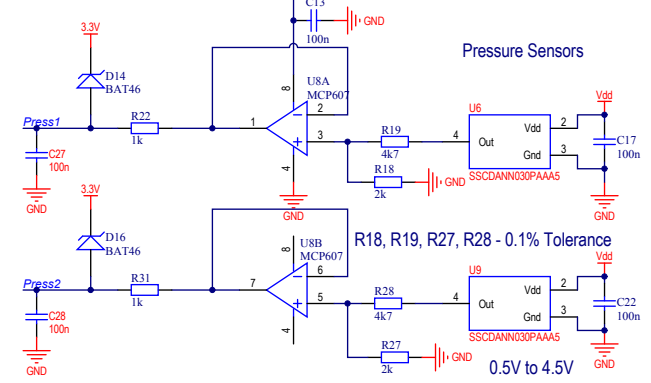 C13
100n
GND
3.3V
D14
BAT46
Pressure Sensors
8
U8A
MCP607
U6
Vdd
Press1
R22
1k
1
2
3
R19
4k7
4
Out
Vdd
2
Gnd
3
C17
100n
C27
100n
4
R18
2k
GND
SSCDANN030PAAA5
GND
GND
GND
3.3V
D16
BAT46
8
U8B
MCP607
R18, R19, R27, R28 - 0.1% Tolerance
U9
Vdd
Press2
R31
1k
7
6
5
R28
4k7
4
Out
Vdd
2
Gnd
3
C22
100n
C28
100n
4
R27
2k
GND
SSCDANN030PAAA5
GND
0.5V to 4.5V
GND